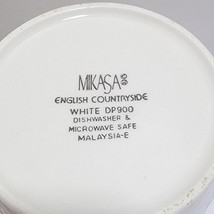 MIKASA
ENGLISH COUNTRYSIDE
WHITE DP900
DISHWASHER &
MICROWAVE SAFE
MALAYSIA-E